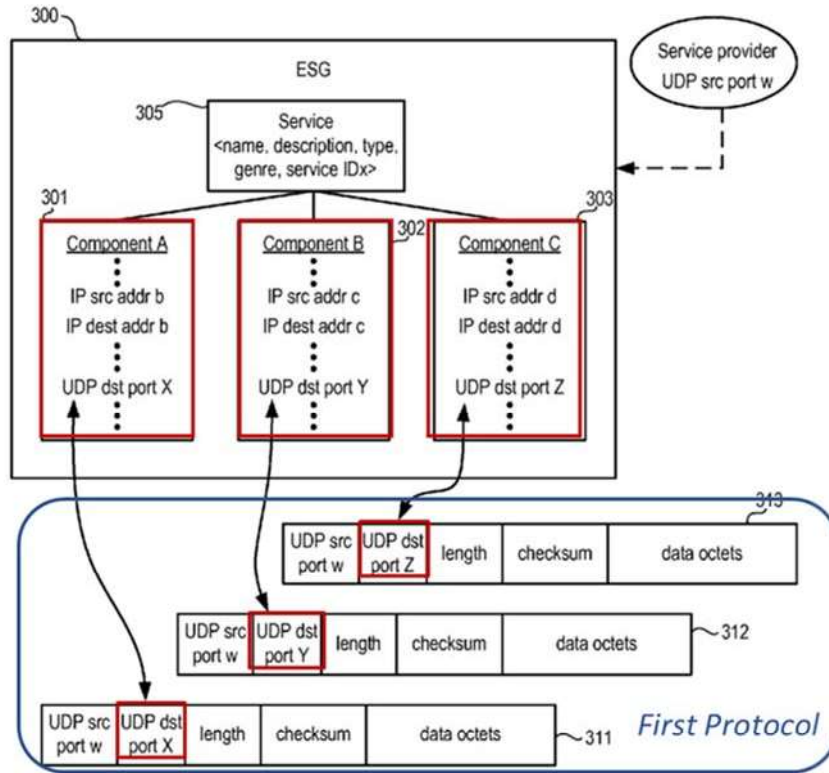 300
ESG
Service provider
UDP src port w
305
Service
<name, description, type,
genre, service IDx>
301
Component A
IP src addr b
IP dest addr b
UDP dst port X
302
Component B
IP src addr c
IP dest addr c
UDP dst port Y
303
Component C
IP src addr d
IP dest addr d
UDP dst port Z
313
UDP src
port w
UDP dst
port Z
length
checksum
data octets
UDP src
port w
UDP dst
port Y
length
checksum
data octets
312
UDP src
port w
UDP dst
port X
length
checksum
data octets
311
First Protocol